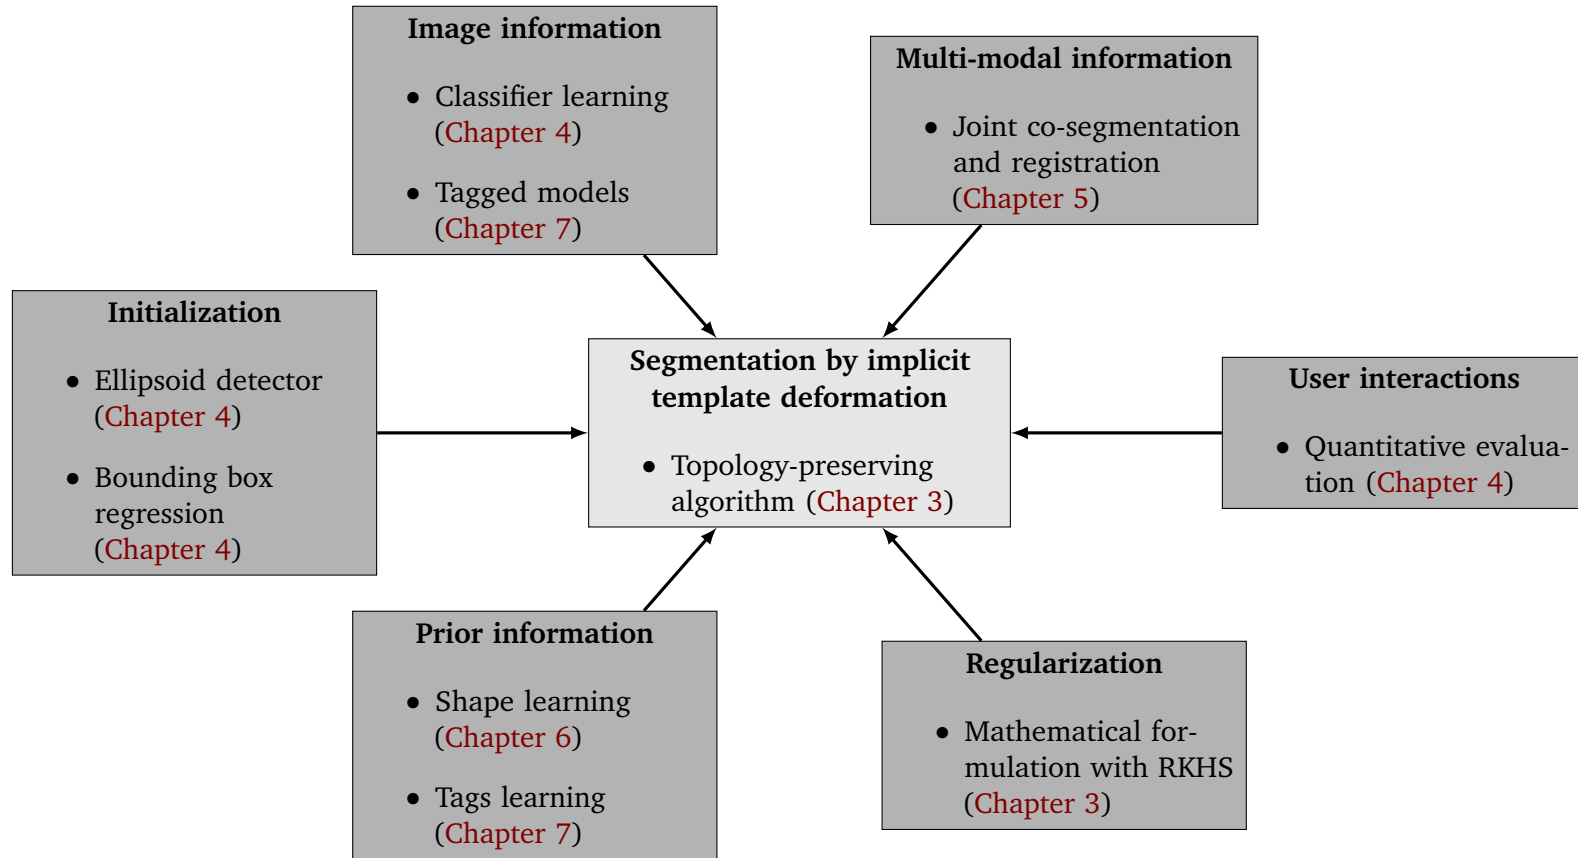 Image information
• Classifier learning
(Chapter 4)
• Tagged models
(Chapter 7)
Multi-modal information
• Joint co-segmentation
and registration
(Chapter 5)
Initialization
• Ellipsoid detector
(Chapter 4)
• Bounding box
regression
(Chapter 4)
Segmentation by implicit
template deformation
• Topology-preserving
algorithm (Chapter 3)
User interactions
• Quantitative evalua-
tion (Chapter 4)
Prior information
• Shape learning
(Chapter 6)
• Tags learning
(Chapter 7)
Regularization
• Mathematical for-
mulation with RKHS
(Chapter 3)